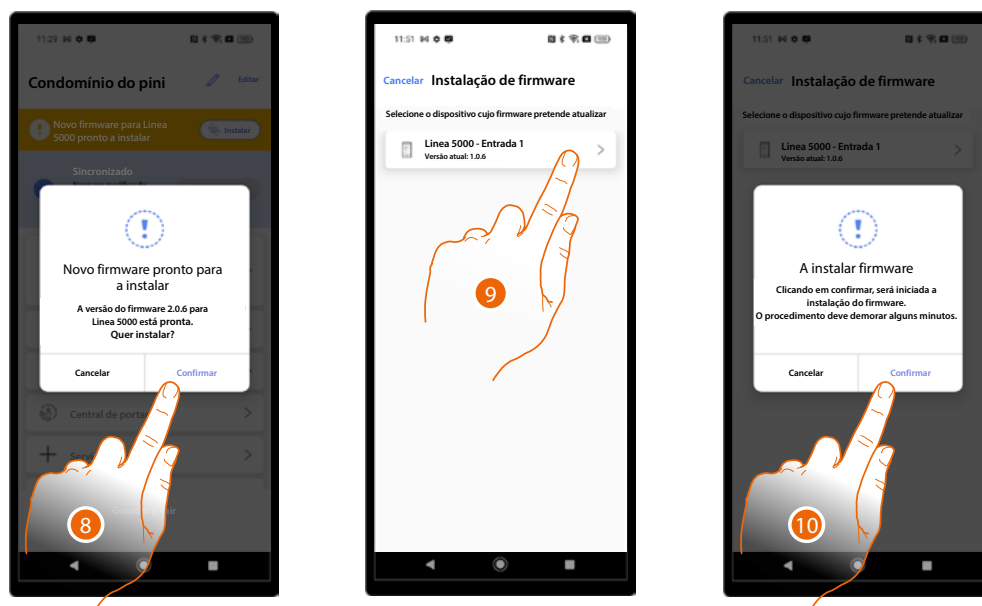 11:29
Condomínio do pini
Editar
Novo firmware para Linea
5000 pronto a instalar
Instalar
Sincronizado
Novo firmware pronto para
a instalar
A versão do firmware 2.0.6 para
Linea 5000 está pronta.
Quer instalar?
Cancelar
Confirmar
Central de porta
Servi
8
11:51
Cancelar Instalação de firmware
Selecione o dispositivo cujo firmware pretende atualizar
Linea 5000 - Entrada 1
Versão atual: 1.0.6
9
11:51
Cancelar Instalação de firmware
Selecione o dispositivo cujo firmware pretende atualizar
Linea 5000 - Entrada 1
Versão atual: 1.0.6
A instalar firmware
Clicando em confirmar, será iniciada a
instalação do firmware.
O procedimento deve demorar alguns minutos.
Cancelar
Confirmar
10